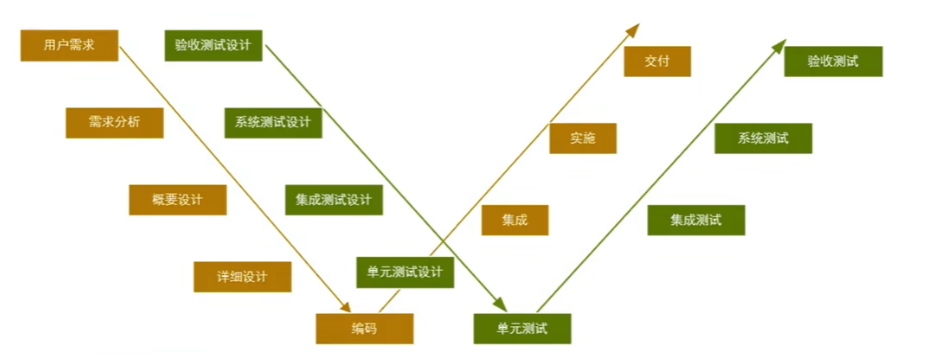 用户需求
验收测试设计
交付
验收测试
需求分析
系统测试设计
实施
系统测试
概要设计
集成测试设计
集成
集成测试
详细设计
单元测试设计
编码
单元测试